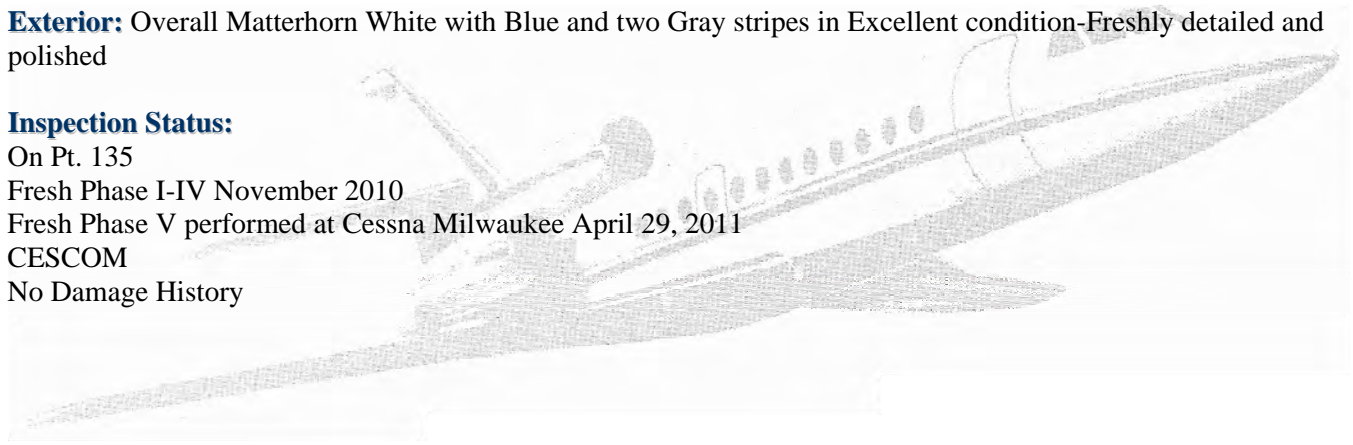 Exterior: Overall Matterhorn White with Blue and two Gray stripes in Excellent condition-Freshly detailed and
polished
Inspection Status:
On Pt. 135
Fresh Phase I-IV November 2010
Fresh Phase V performed at Cessna Milwaukee April 29, 2011
CESCOM
No Damage History